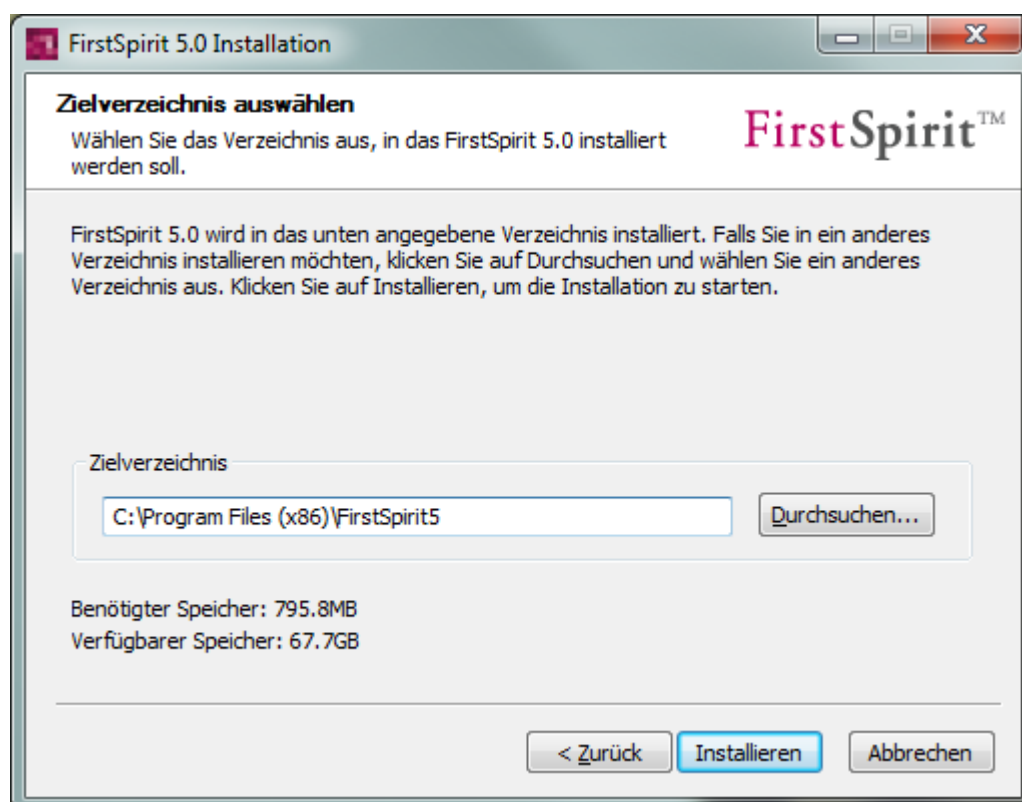 FirstSpirit 5.0 Installation
Zielverzeichnis auswählen
Wählen Sie das Verzeichnis aus, in das FirstSpirit 5.0 installiert
werden soll.
FirstSpirit™
FirstSpirit 5.0 wird in das unten angegebene Verzeichnis installiert. Falls Sie in ein anderes
Verzeichnis installieren möchten, klicken Sie auf Durchsuchen und wählen Sie ein anderes
Verzeichnis aus. Klicken Sie auf Installieren, um die Installation zu starten.
Zielverzeichnis
C:\Program Files (x86)\FirstSpirit5
Durchsuchen...
Benötigter Speicher: 795.8MB
Verfügbarer Speicher: 67.7GB
< Zurück
Installieren
Abbrechen